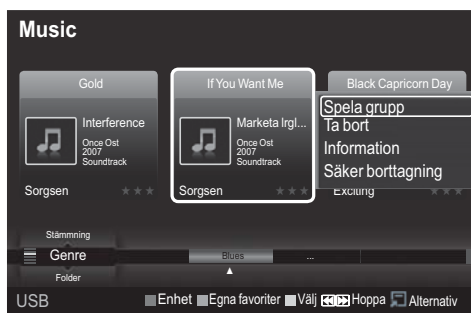 Music
Gold
If You Want Me
Black Capricorn Day
Interference
Once Ost
2007
Soundtrack
Marketa Irgl...
Once Ost
2007
Soundtrack
Spela grupp
Ta bort
Information
Säker borttagning
Sorgsen
Sorgsen
Exciting
Stämmning
Genre
Blues
...
Folder
USB
Enhet Egna favoriter Välj Hoppa Alternativ